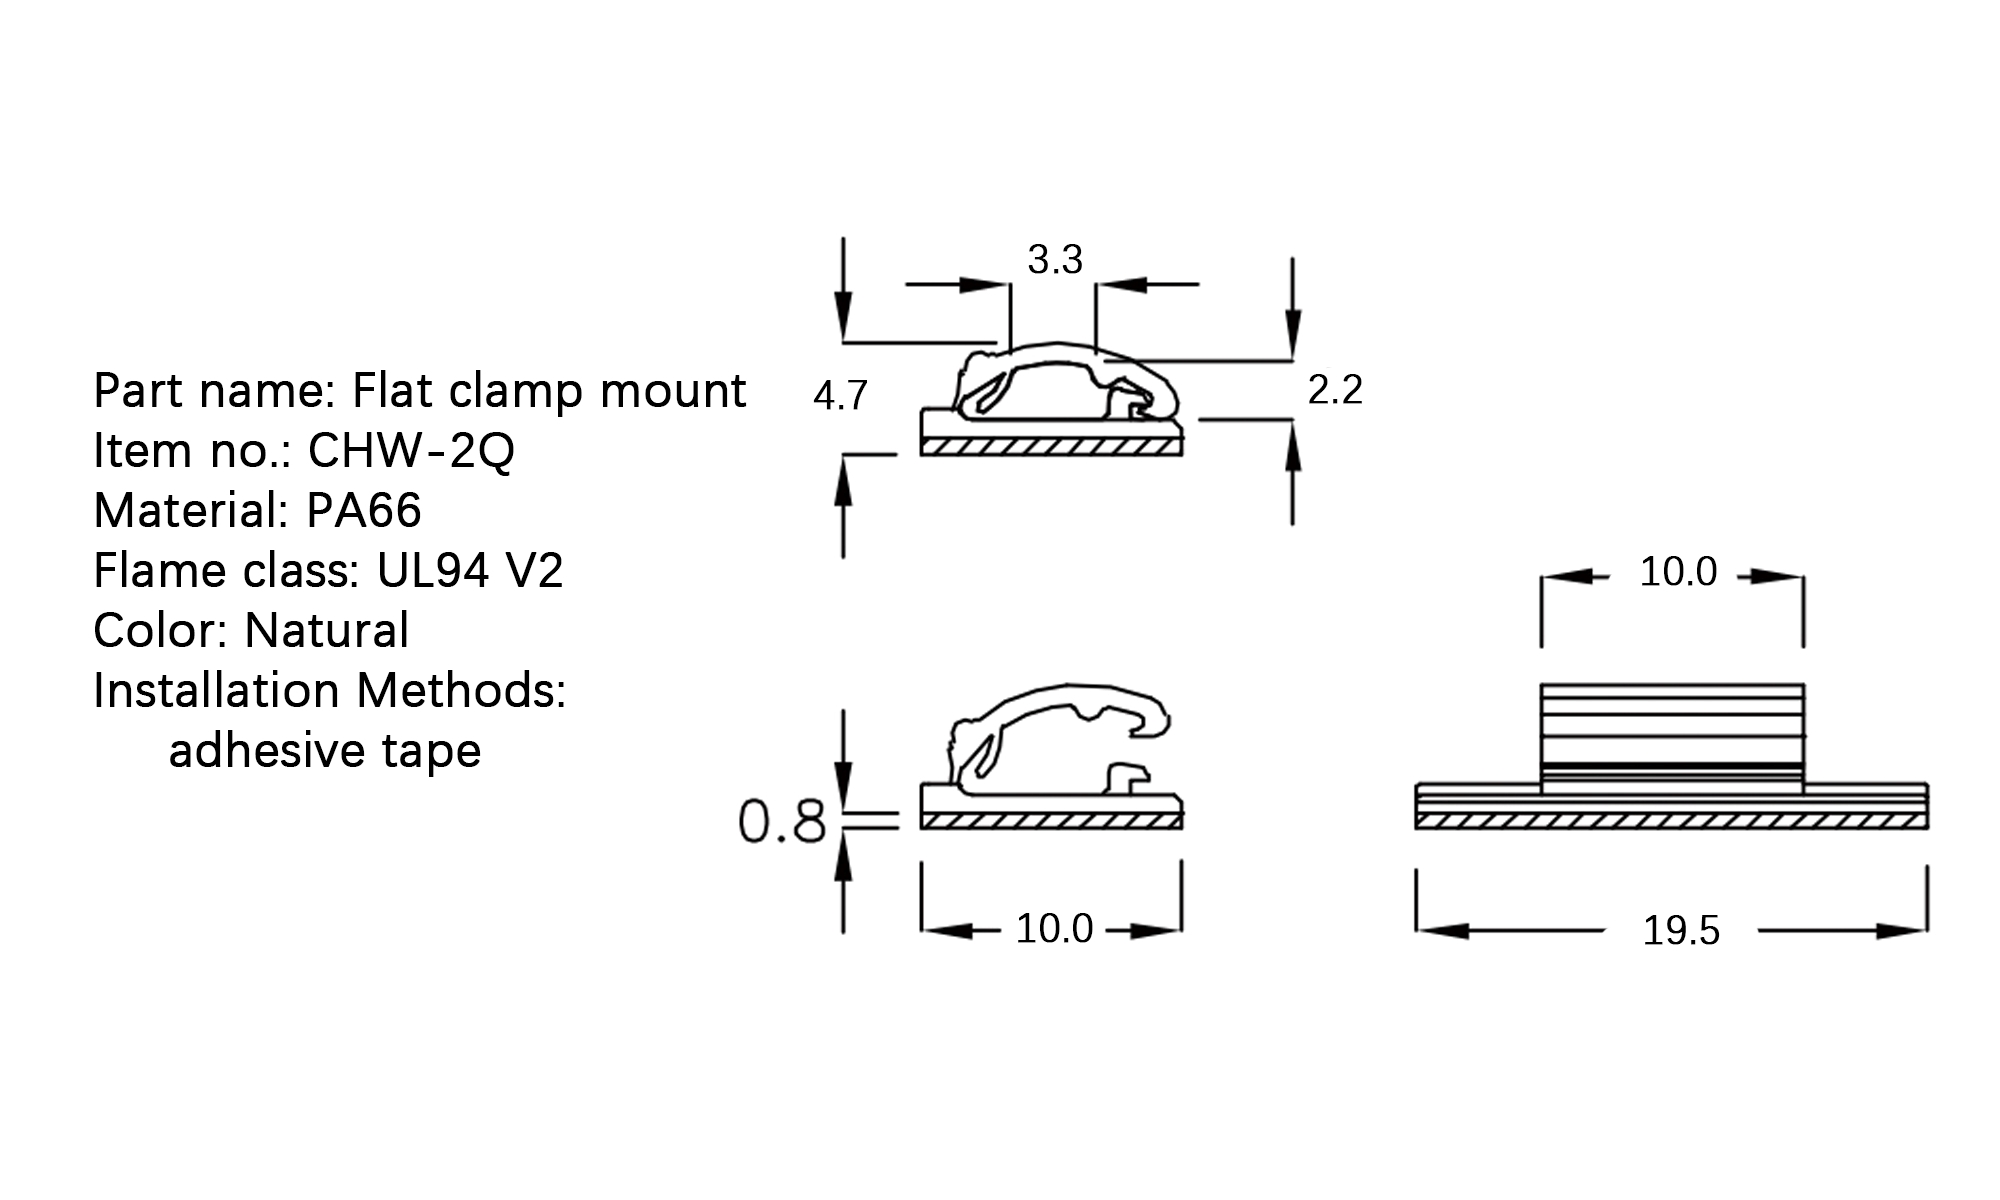 Part name: Flat clamp mount
Item no.: CHW-2Q
Material: PA66
Flame class: UL94 V2
Color: Natural
Installation Methods:
adhesive tape
3.3
4.7
2.2
10.0
0.8
10.0
19.5